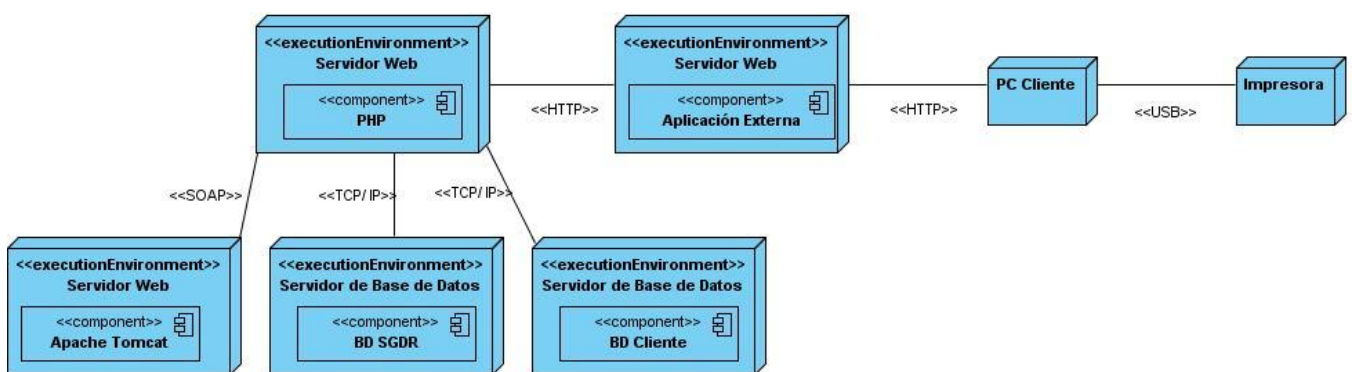 <<executionEnvironment>>
Servidor Web
<<component>>
PHP
<<HTTP>>
<<executionEnvironment>>
Servidor Web
<<component>>
Aplicación Externa
<<HTTP>>
PC Cliente
<<USB>>
Impresora
<<SOAP>>
<<TCP/ IP>>
<<TCP/ IP>>
<<executionEnvironment>>
Servidor Web
<<component>>
Apache Tomcat
<<executionEnvironment>>
Servidor de Base de Datos
<<component>>
BD SGDR
<<executionEnvironment>>
Servidor de Base de Datos
<<component>>
BD Cliente